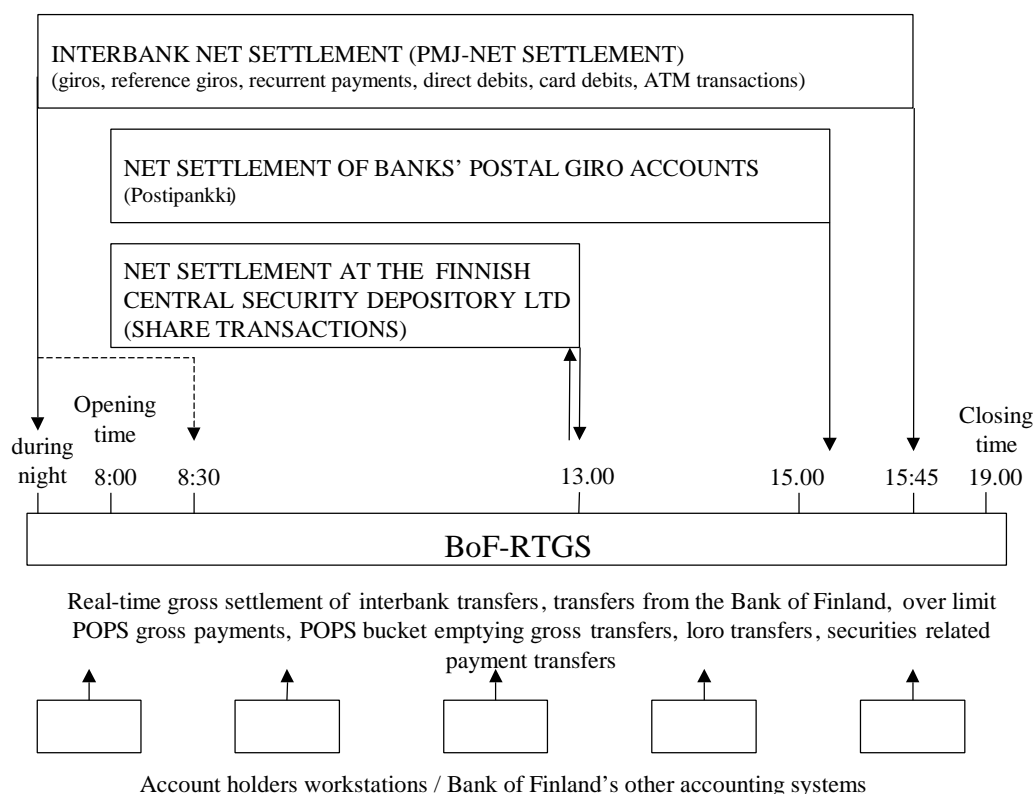 INTERBANK NET SETTLEMENT (PMJ-NET SETTLEMENT)
(giros, reference giros, recurrent payments, direct debits, card debits, ATM transactions)
NET SETTLEMENT OF BANKS’ POSTAL GIRO ACCOUNTS
(Postipankki)
NET SETTLEMENT AT THE FINNISH
CENTRAL SECURITY DEPOSITORY LTD
(SHARE TRANSACTIONS)
during
night
Opening
time
8:00
8:30
13.00
15.00
15:45
Closing
time
19.00
BoF-RTGS
Real-time gross settlement of interbank transfers, transfers from the Bank of Finland, over limit
POPS gross payments, POPS bucket emptying gross transfers, loro transfers, securities related
payment transfers
Account holders workstations / Bank of Finland’s other accounting systems